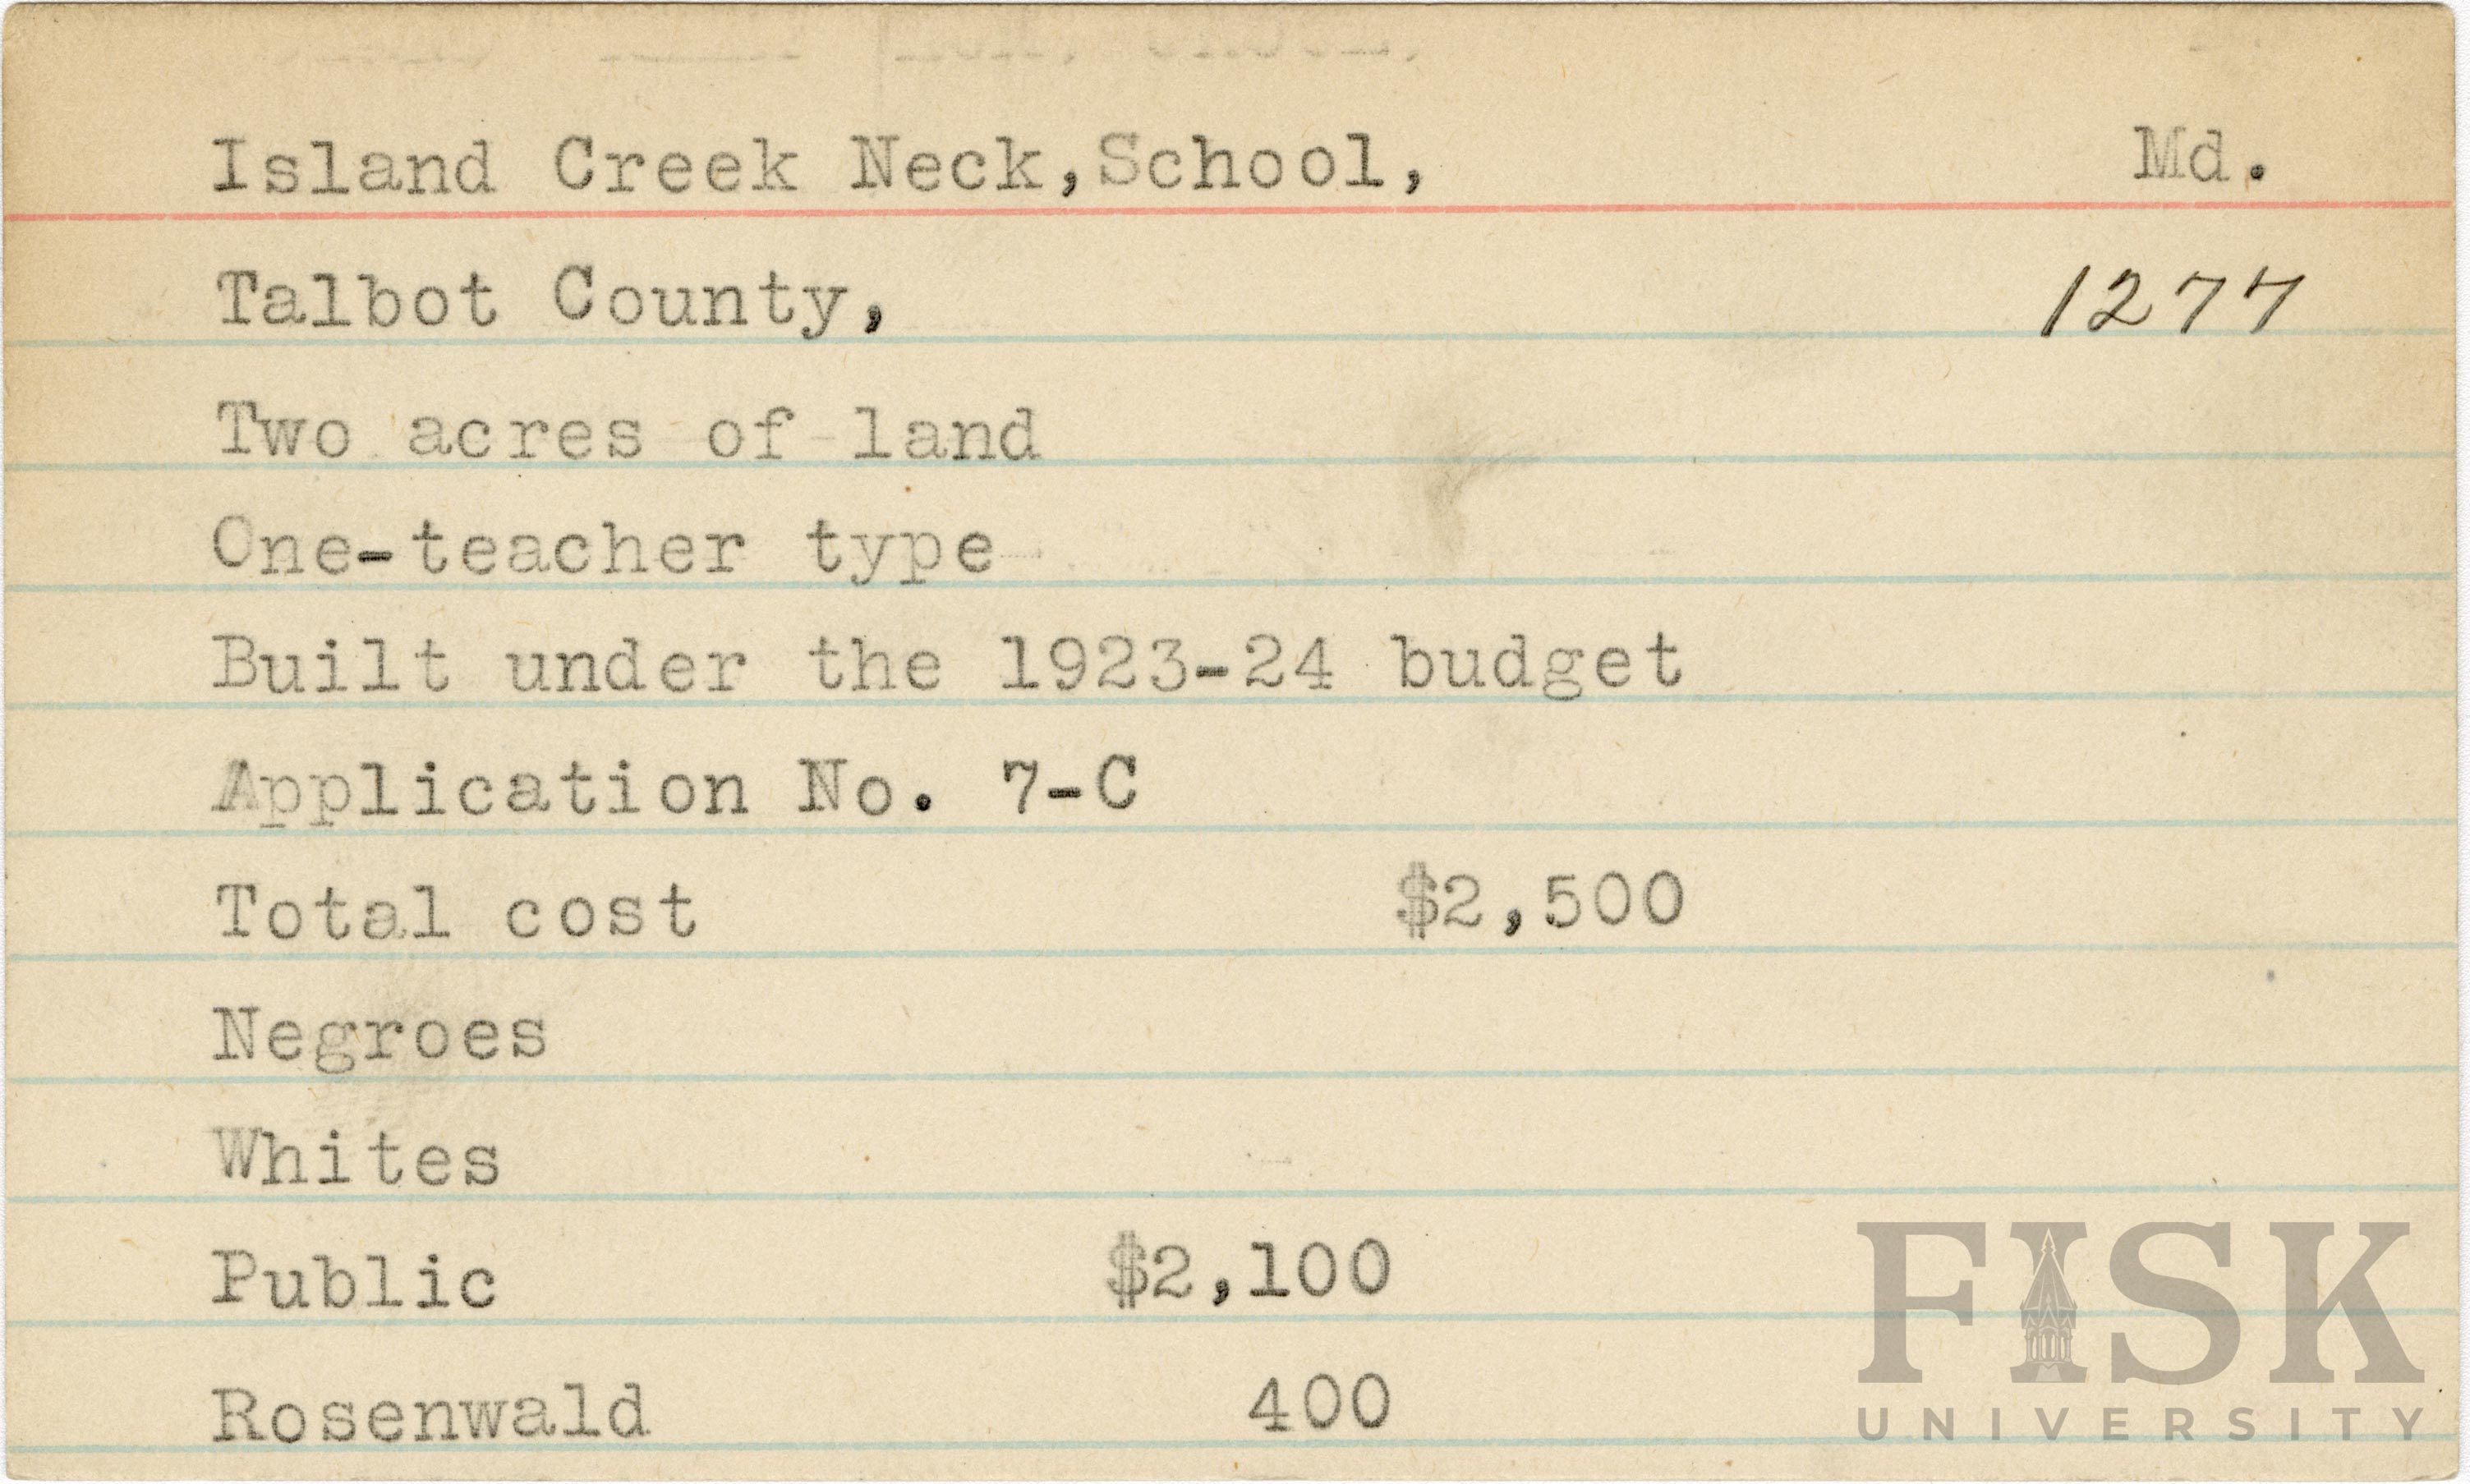 Island Creek Neck,School, Md.
Talbot County, 1277
Two acres of land
One-teacher type
Built under the 1923-24 budget
Application No. 7-C
Total cost $2,500
Negroes
Whites
Public $2,100
Rosenwald 400
FISK
UNIVERSITY